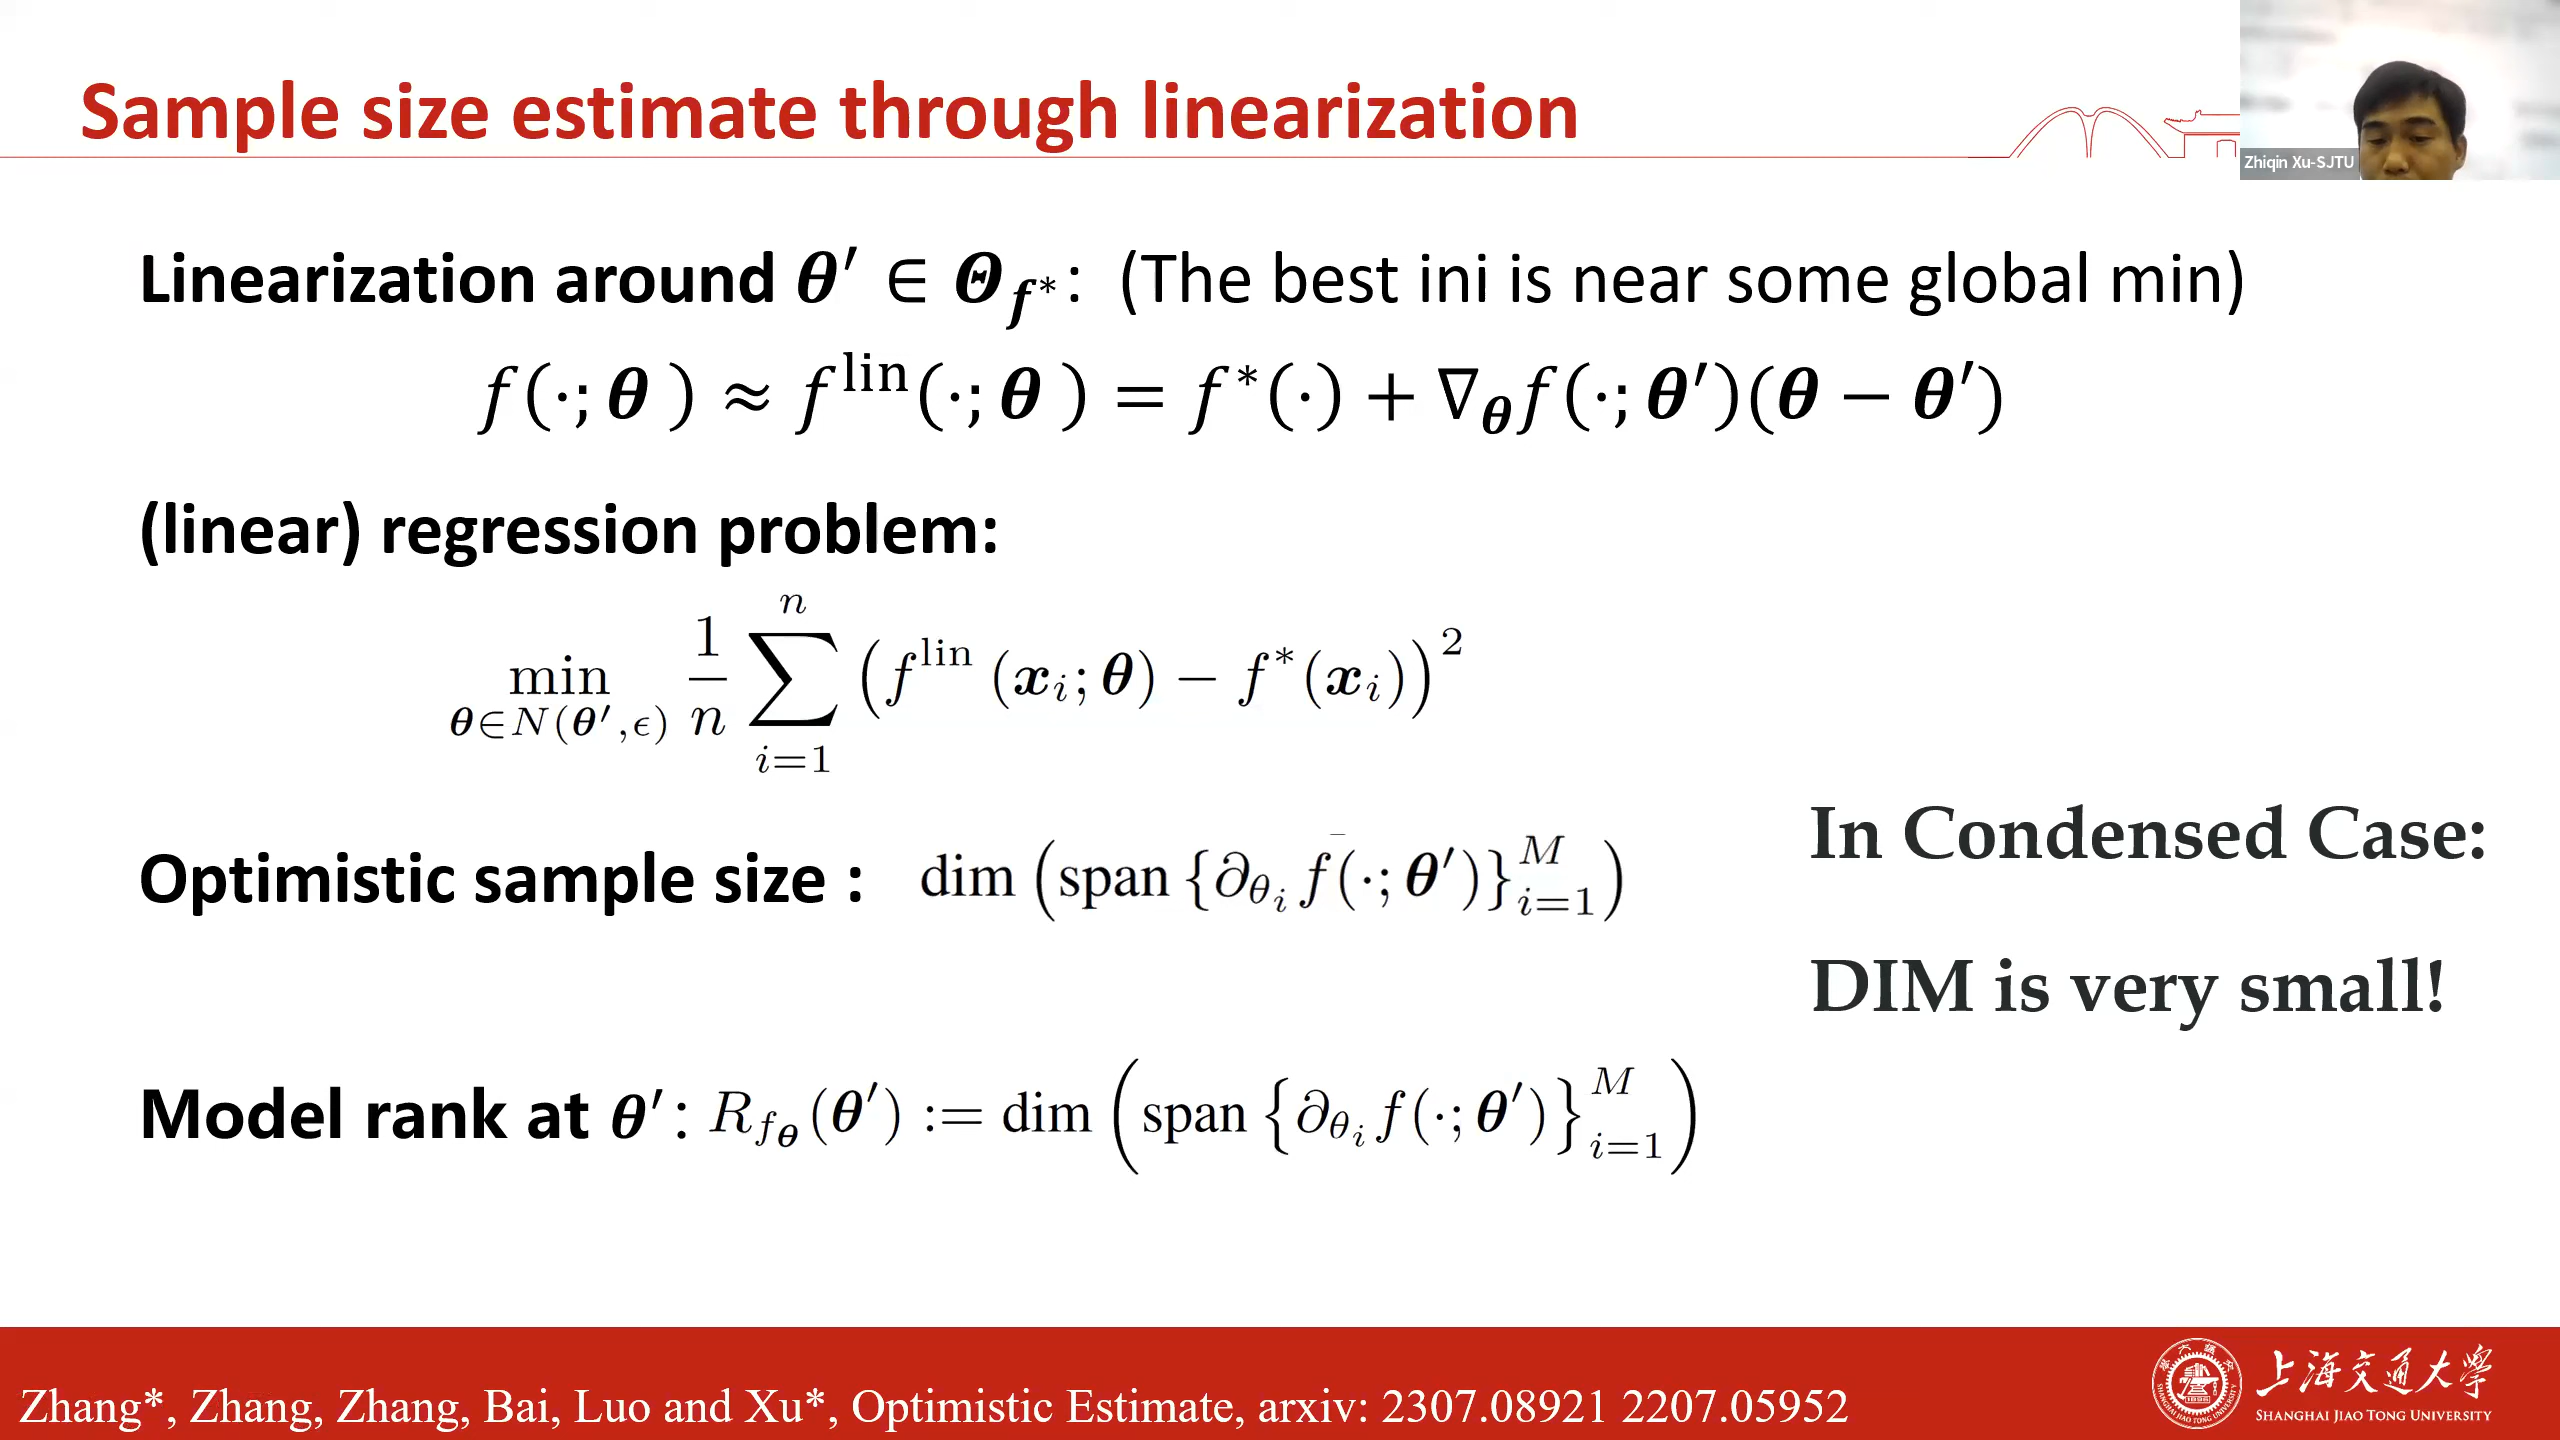 Sample size estimate through linearization
Zhiqin Xu-SJTU
Linearization around θ′ ∈ Θ_{f*}: (The best ini is near some global min)
f(·; θ) ≈ f^{lin}(·; θ) = f*(·) + ∇_θ f(·; θ′)(θ − θ′)
(linear) regression problem:
min_{θ∈N(θ′,ϵ)} 1/n ∑_{i=1}^{n} (f^{lin}(x_i; θ) − f*(x_i))^2
Optimistic sample size : dim (span {∂_{θ_i} f(·; θ′)}_{i=1}^{M})
In Condensed Case:
DIM is very small!
Model rank at θ′: R_{f_θ}(θ′) := dim (span {∂_{θ_i} f(·; θ′)}_{i=1}^{M})
Zhang*, Zhang, Zhang, Bai, Luo and Xu*, Optimistic Estimate, arxiv: 2307.08921 2207.05952
上海交通大學
SHANGHAI JIAO TONG UNIVERSITY